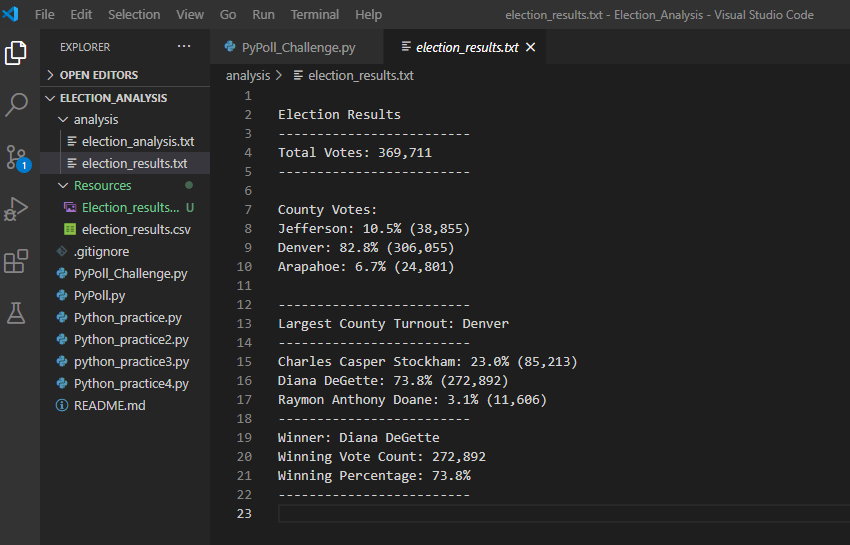 File Edit Selection View Go Run Terminal Help election_results.txt - Election_Analysis - Visual Studio Code
EXPLORER ···
PyPoll_Challenge.py election_results.txt
OPEN EDITORS
ELECTION_ANALYSIS
analysis
election_analysis.txt
election_results.txt
Resources
Election_results... U
election_results.csv
.gitignore
PyPoll_Challenge.py
PyPoll.py
Python_practice.py
Python_practice2.py
python_practice3.py
Python_practice4.py
README.md
1
analysis > election_results.txt
1
2 Election Results
3 -------------------------
4 Total Votes: 369,711
5 -------------------------
6
7 County Votes:
8 Jefferson: 10.5% (38,855)
9 Denver: 82.8% (306,055)
10 Arapahoe: 6.7% (24,801)
11
12 -------------------------
13 Largest County Turnout: Denver
14 -------------------------
15 Charles Casper Stockham: 23.0% (85,213)
16 Diana DeGette: 73.8% (272,892)
17 Raymon Anthony Doane: 3.1% (11,606)
18 -------------------------
19 Winner: Diana DeGette
20 Winning Vote Count: 272,892
21 Winning Percentage: 73.8%
22 -------------------------
23